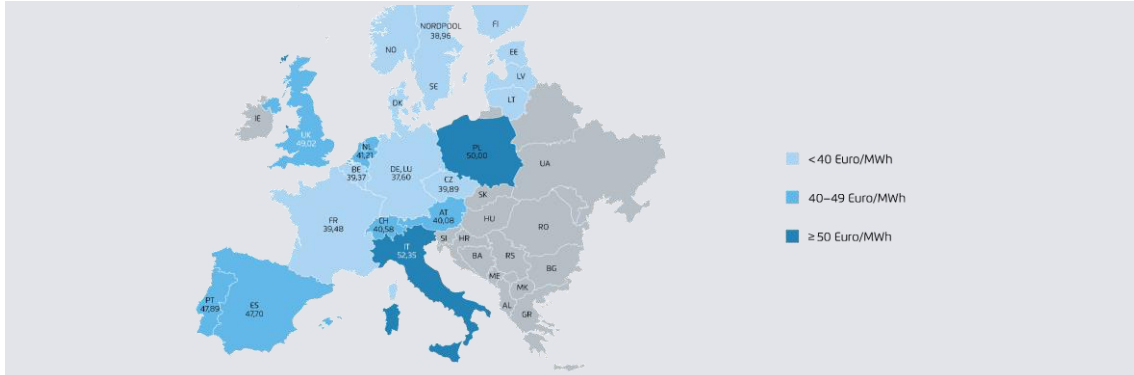 FI
NORDPOOL
38,96
NO
EE
SE
LV
LT
DK
IE
UK
49,02
NL
41,21
PL
50,00
BE
39,37
DE, LU
37,60
UA
CZ
39,89
SK
AT
40,08
HU
FR
39,48
CH
40,58
SI
HR
RO
IT
52,35
BA
RS
BG
ME
MK
PT
47,89
ES
47,70
AL
GR
<40 Euro/MWh
40–49 Euro/MWh
≥50 Euro/MWh